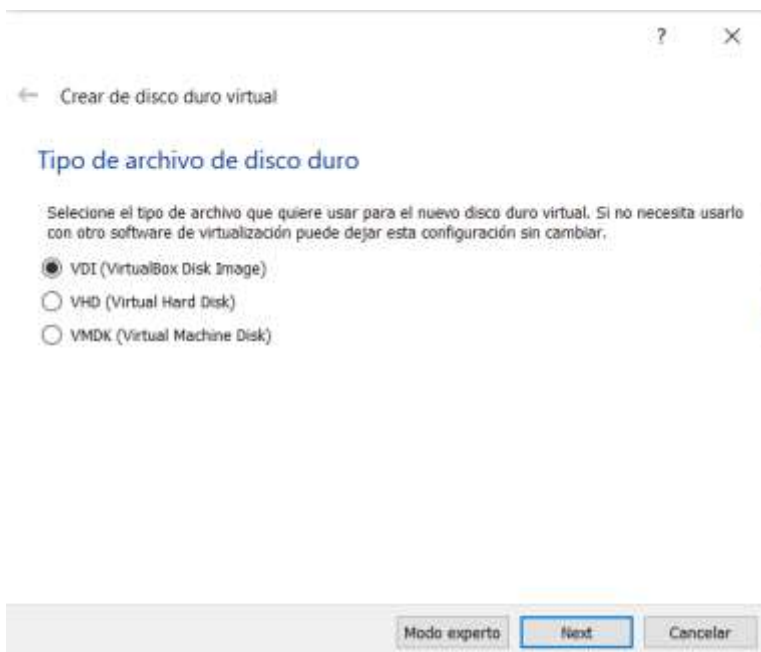 ?
Crear de disco duro virtual
Tipo de archivo de disco duro
Selecione el tipo de archivo que quiere usar para el nuevo disco duro virtual. Si no necesita usarlo
con otro software de virtualización puede dejar esta configuración sin cambiar.
VDI (VirtualBox Disk Image)
VHD (Virtual Hard Disk)
VMDK (Virtual Machine Disk)
Modo experto Next Cancelar